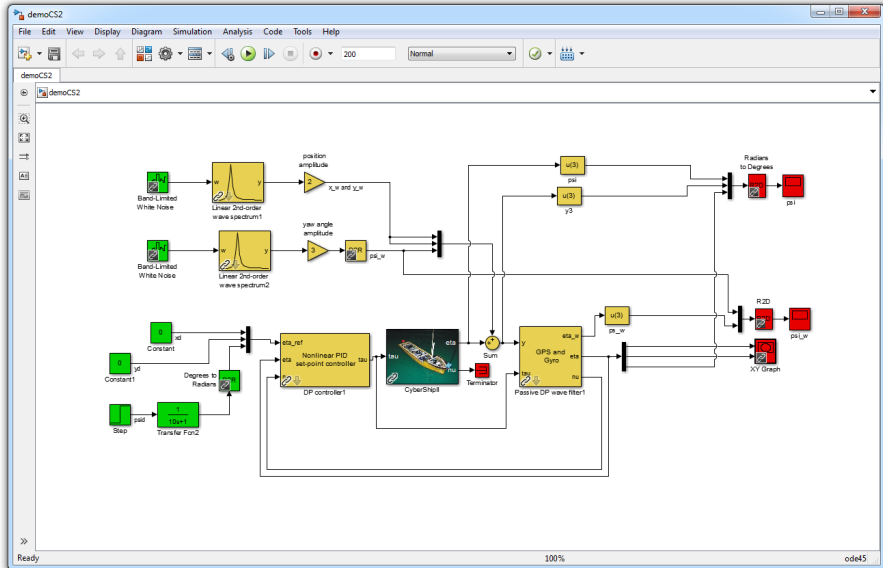 demoCS2
File Edit View Display Diagram Simulation Analysis Code Tools Help
200
Normal
demoCS2
demoCS2
position
amplitude
w
y
2
x_w and y_w
Band-Limited
White Noise
Linear 2nd-order
wave spectrum1
yaw angle
amplitude
w
y
3
psi_w
Band-Limited
White Noise
Linear 2nd-order
wave spectrum2
u(3)
psi
u(3)
y3
Radians
to Degrees
psi
0
xd
Constant
0
yd
Constant1
Degrees to
Radians
psid
Step
1
10s+1
Transfer Fcn2
eta_ref
eta
Nonlinear PID
set-point controller
tau
DP controller1
tau
eta
nu
CyberShipII
Sum
Terminator
y
tau
GPS and
Gyro
eta_w
eta
nu
Passive DP wave filter1
u(3)
ps_w
R2D
psi_w
XY Graph
Ready
100%
ode45